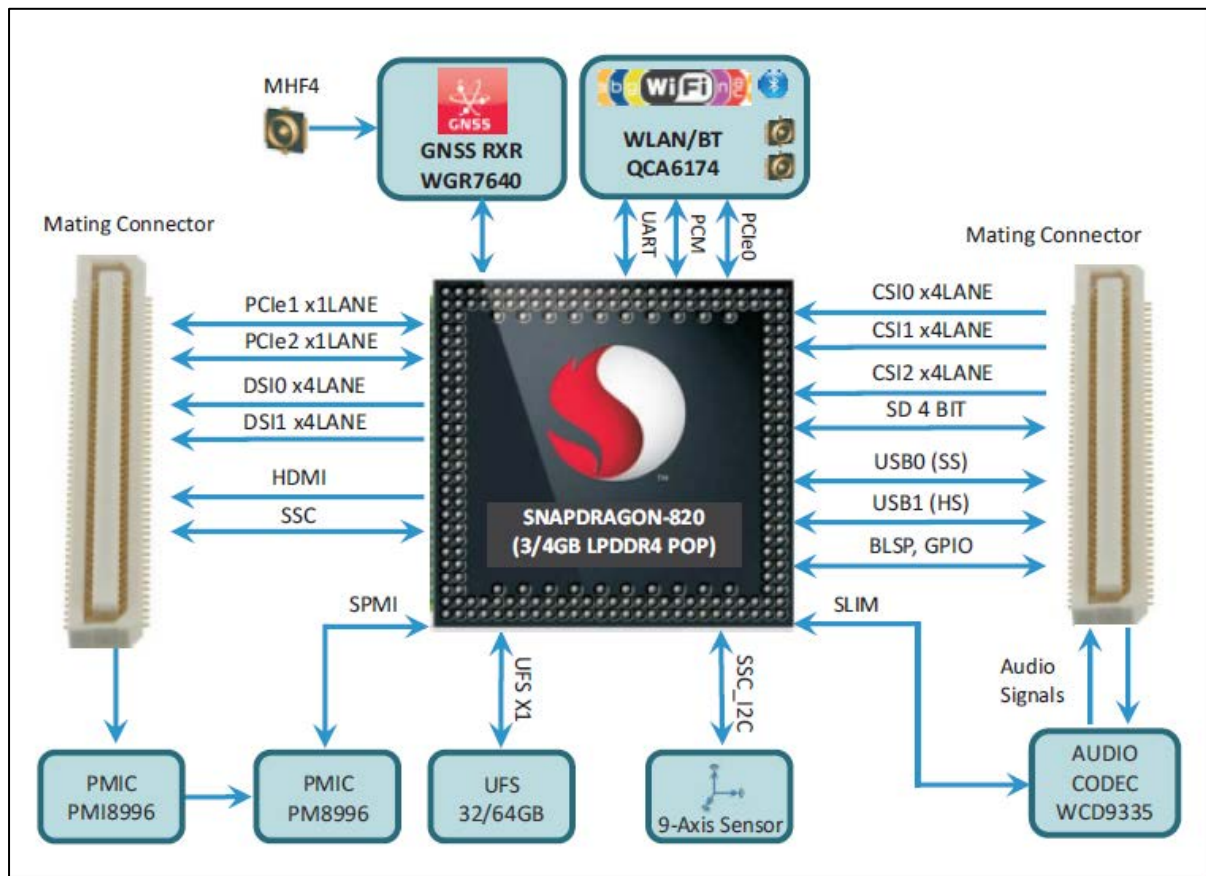 MHF4
GNSS
GNSS RXR
WGR7640
a b g WiFi n ac
WLAN/BT
QCA6174
UART
PCM
PCIe0
Mating Connector
Mating Connector
PCIe1 x1LANE
PCIe2 x1LANE
DSI0 x4LANE
DSI1 x4LANE
HDMI
SSC
CSI0 x4LANE
CSI1 x4LANE
CSI2 x4LANE
SD 4 BIT
USB0 (SS)
USB1 (HS)
BLSP, GPIO
TM
SNAPDRAGON-820
(3/4GB LPDDR4 POP)
SPMI
SLIM
UFS X1
SSC_I2C
Audio
Signals
PMIC
PMI8996
PMIC
PM8996
UFS
32/64GB
9-Axis Sensor
AUDIO
CODEC
WCD9335